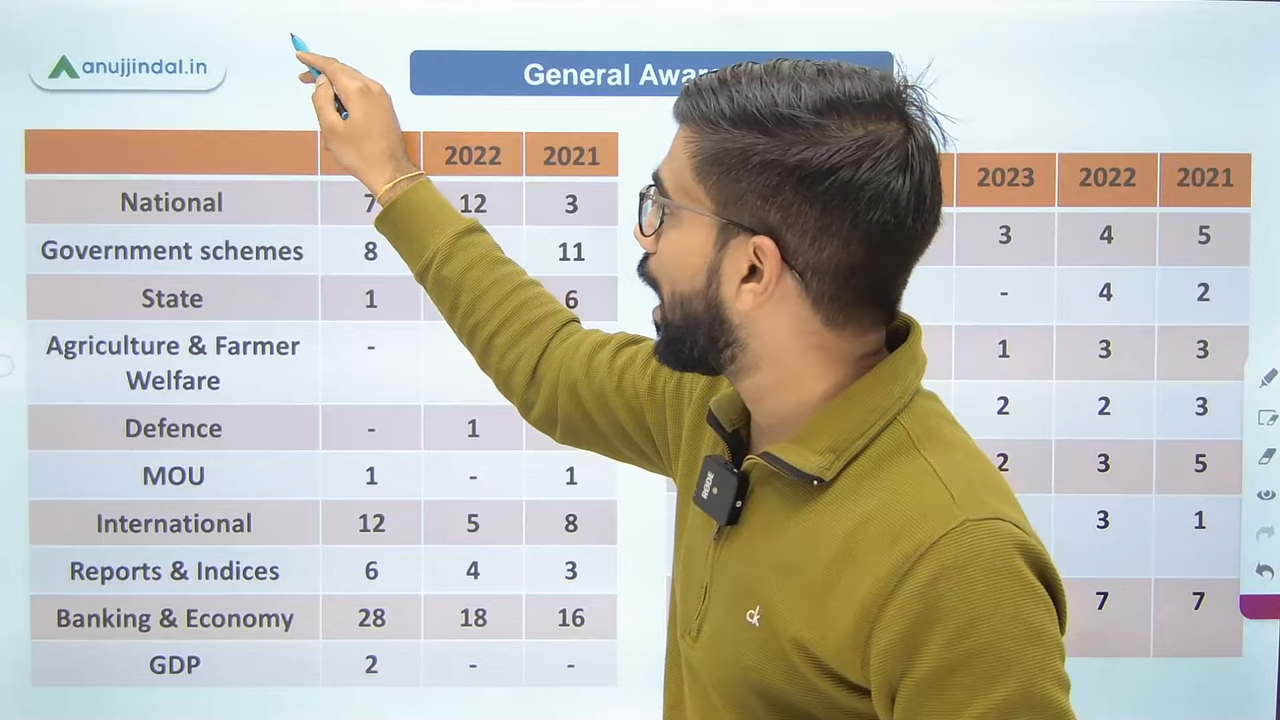 anujjindal.in
General
2022 2021
National 7 12 3
Government schemes 8 11
State 1 6
Agriculture & Farmer
Welfare -
Defence - 1
MOU 1 - 1
International 12 5 8
Reports & Indices 6 4 3
Banking & Economy 28 18 16
GDP 2 - -
2023 2022 2021
3 4 5
- 4 2
1 3 3
2 2 3
2 3 5
3 1
7 7
RODE
ck